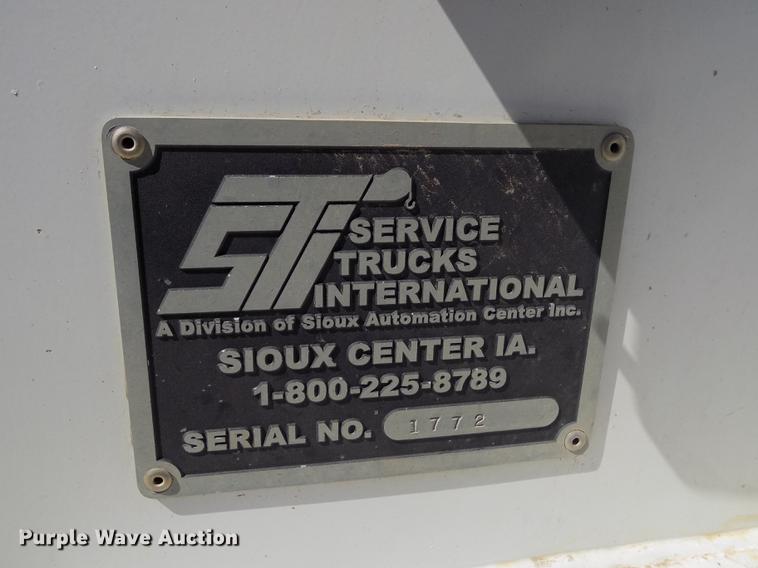 STi
SERVICE
TRUCKS
INTERNATIONAL
A Division of Sioux Automation Center Inc.
SIOUX CENTER IA.
1-800-225-8789
SERIAL NO. 1772
Purple Wave Auction